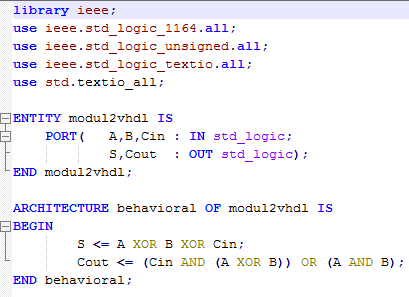 library ieee;
use ieee.std_logic_1164.all;
use ieee.std_logic_unsigned.all;
use ieee.std_logic_textio.all;
use std.textio_all;
ENTITY modul2vhdl IS
PORT( A,B,Cin : IN std_logic;
S,Cout : OUT std_logic);
END modul2vhdl;
ARCHITECTURE behavioral OF modul2vhdl IS
BEGIN
S <= A XOR B XOR Cin;
Cout <= (Cin AND (A XOR B)) OR (A AND B);
END behavioral;